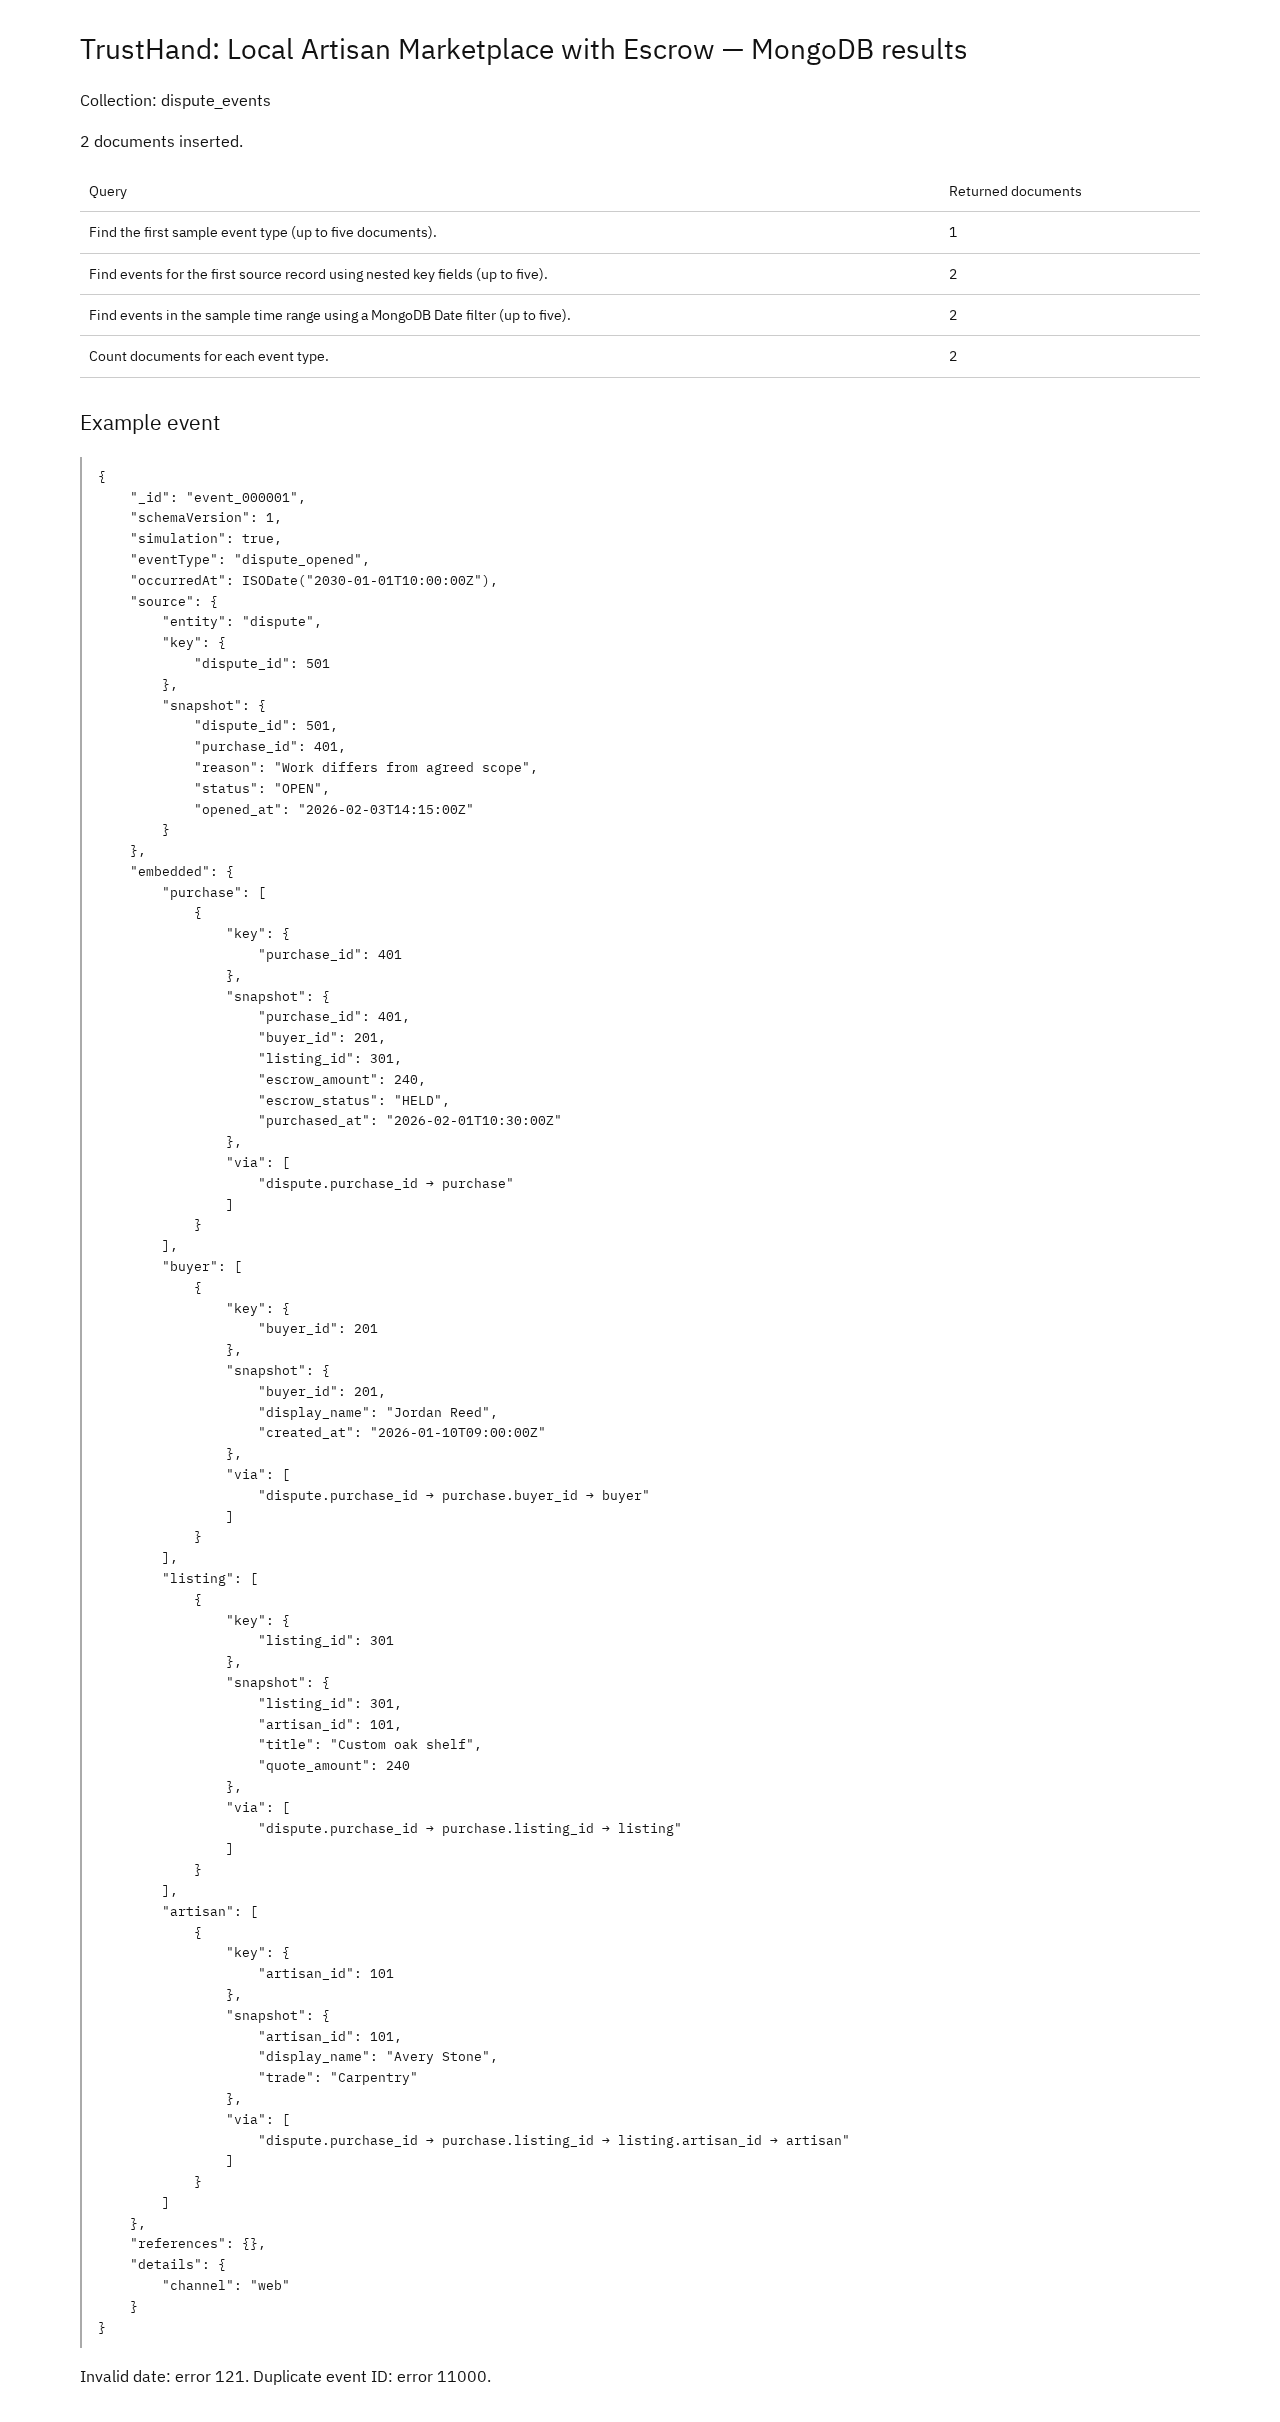 TrustHand: Local Artisan Marketplace with Escrow — MongoDB results
Collection: dispute_events
2 documents inserted.
Query Returned documents
Find the first sample event type (up to five documents). 1
Find events for the first source record using nested key fields (up to five). 2
Find events in the sample time range using a MongoDB Date filter (up to five). 2
Count documents for each event type. 2
Example event
{
    "_id": "event_000001",
    "schemaVersion": 1,
    "simulation": true,
    "eventType": "dispute_opened",
    "occurredAt": ISODate("2030-01-01T10:00:00Z"),
    "source": {
        "entity": "dispute",
        "key": {
            "dispute_id": 501
        },
        "snapshot": {
            "dispute_id": 501,
            "purchase_id": 401,
            "reason": "Work differs from agreed scope",
            "status": "OPEN",
            "opened_at": "2026-02-03T14:15:00Z"
        }
    },
    "embedded": {
        "purchase": [
            {
                "key": {
                    "purchase_id": 401
                },
                "snapshot": {
                    "purchase_id": 401,
                    "buyer_id": 201,
                    "listing_id": 301,
                    "escrow_amount": 240,
                    "escrow_status": "HELD",
                    "purchased_at": "2026-02-01T10:30:00Z"
                },
                "via": [
                    "dispute.purchase_id → purchase"
                ]
            }
        ],
        "buyer": [
            {
                "key": {
                    "buyer_id": 201
                },
                "snapshot": {
                    "buyer_id": 201,
                    "display_name": "Jordan Reed",
                    "created_at": "2026-01-10T09:00:00Z"
                },
                "via": [
                    "dispute.purchase_id → purchase.buyer_id → buyer"
                ]
            }
        ],
        "listing": [
            {
                "key": {
                    "listing_id": 301
                },
                "snapshot": {
                    "listing_id": 301,
                    "artisan_id": 101,
                    "title": "Custom oak shelf",
                    "quote_amount": 240
                },
                "via": [
                    "dispute.purchase_id → purchase.listing_id → listing"
                ]
            }
        ],
        "artisan": [
            {
                "key": {
                    "artisan_id": 101
                },
                "snapshot": {
                    "artisan_id": 101,
                    "display_name": "Avery Stone",
                    "trade": "Carpentry"
                },
                "via": [
                    "dispute.purchase_id → purchase.listing_id → listing.artisan_id → artisan"
                ]
            }
        ]
    },
    "references": {},
    "details": {
        "channel": "web"
    }
}
Invalid date: error 121. Duplicate event ID: error 11000.